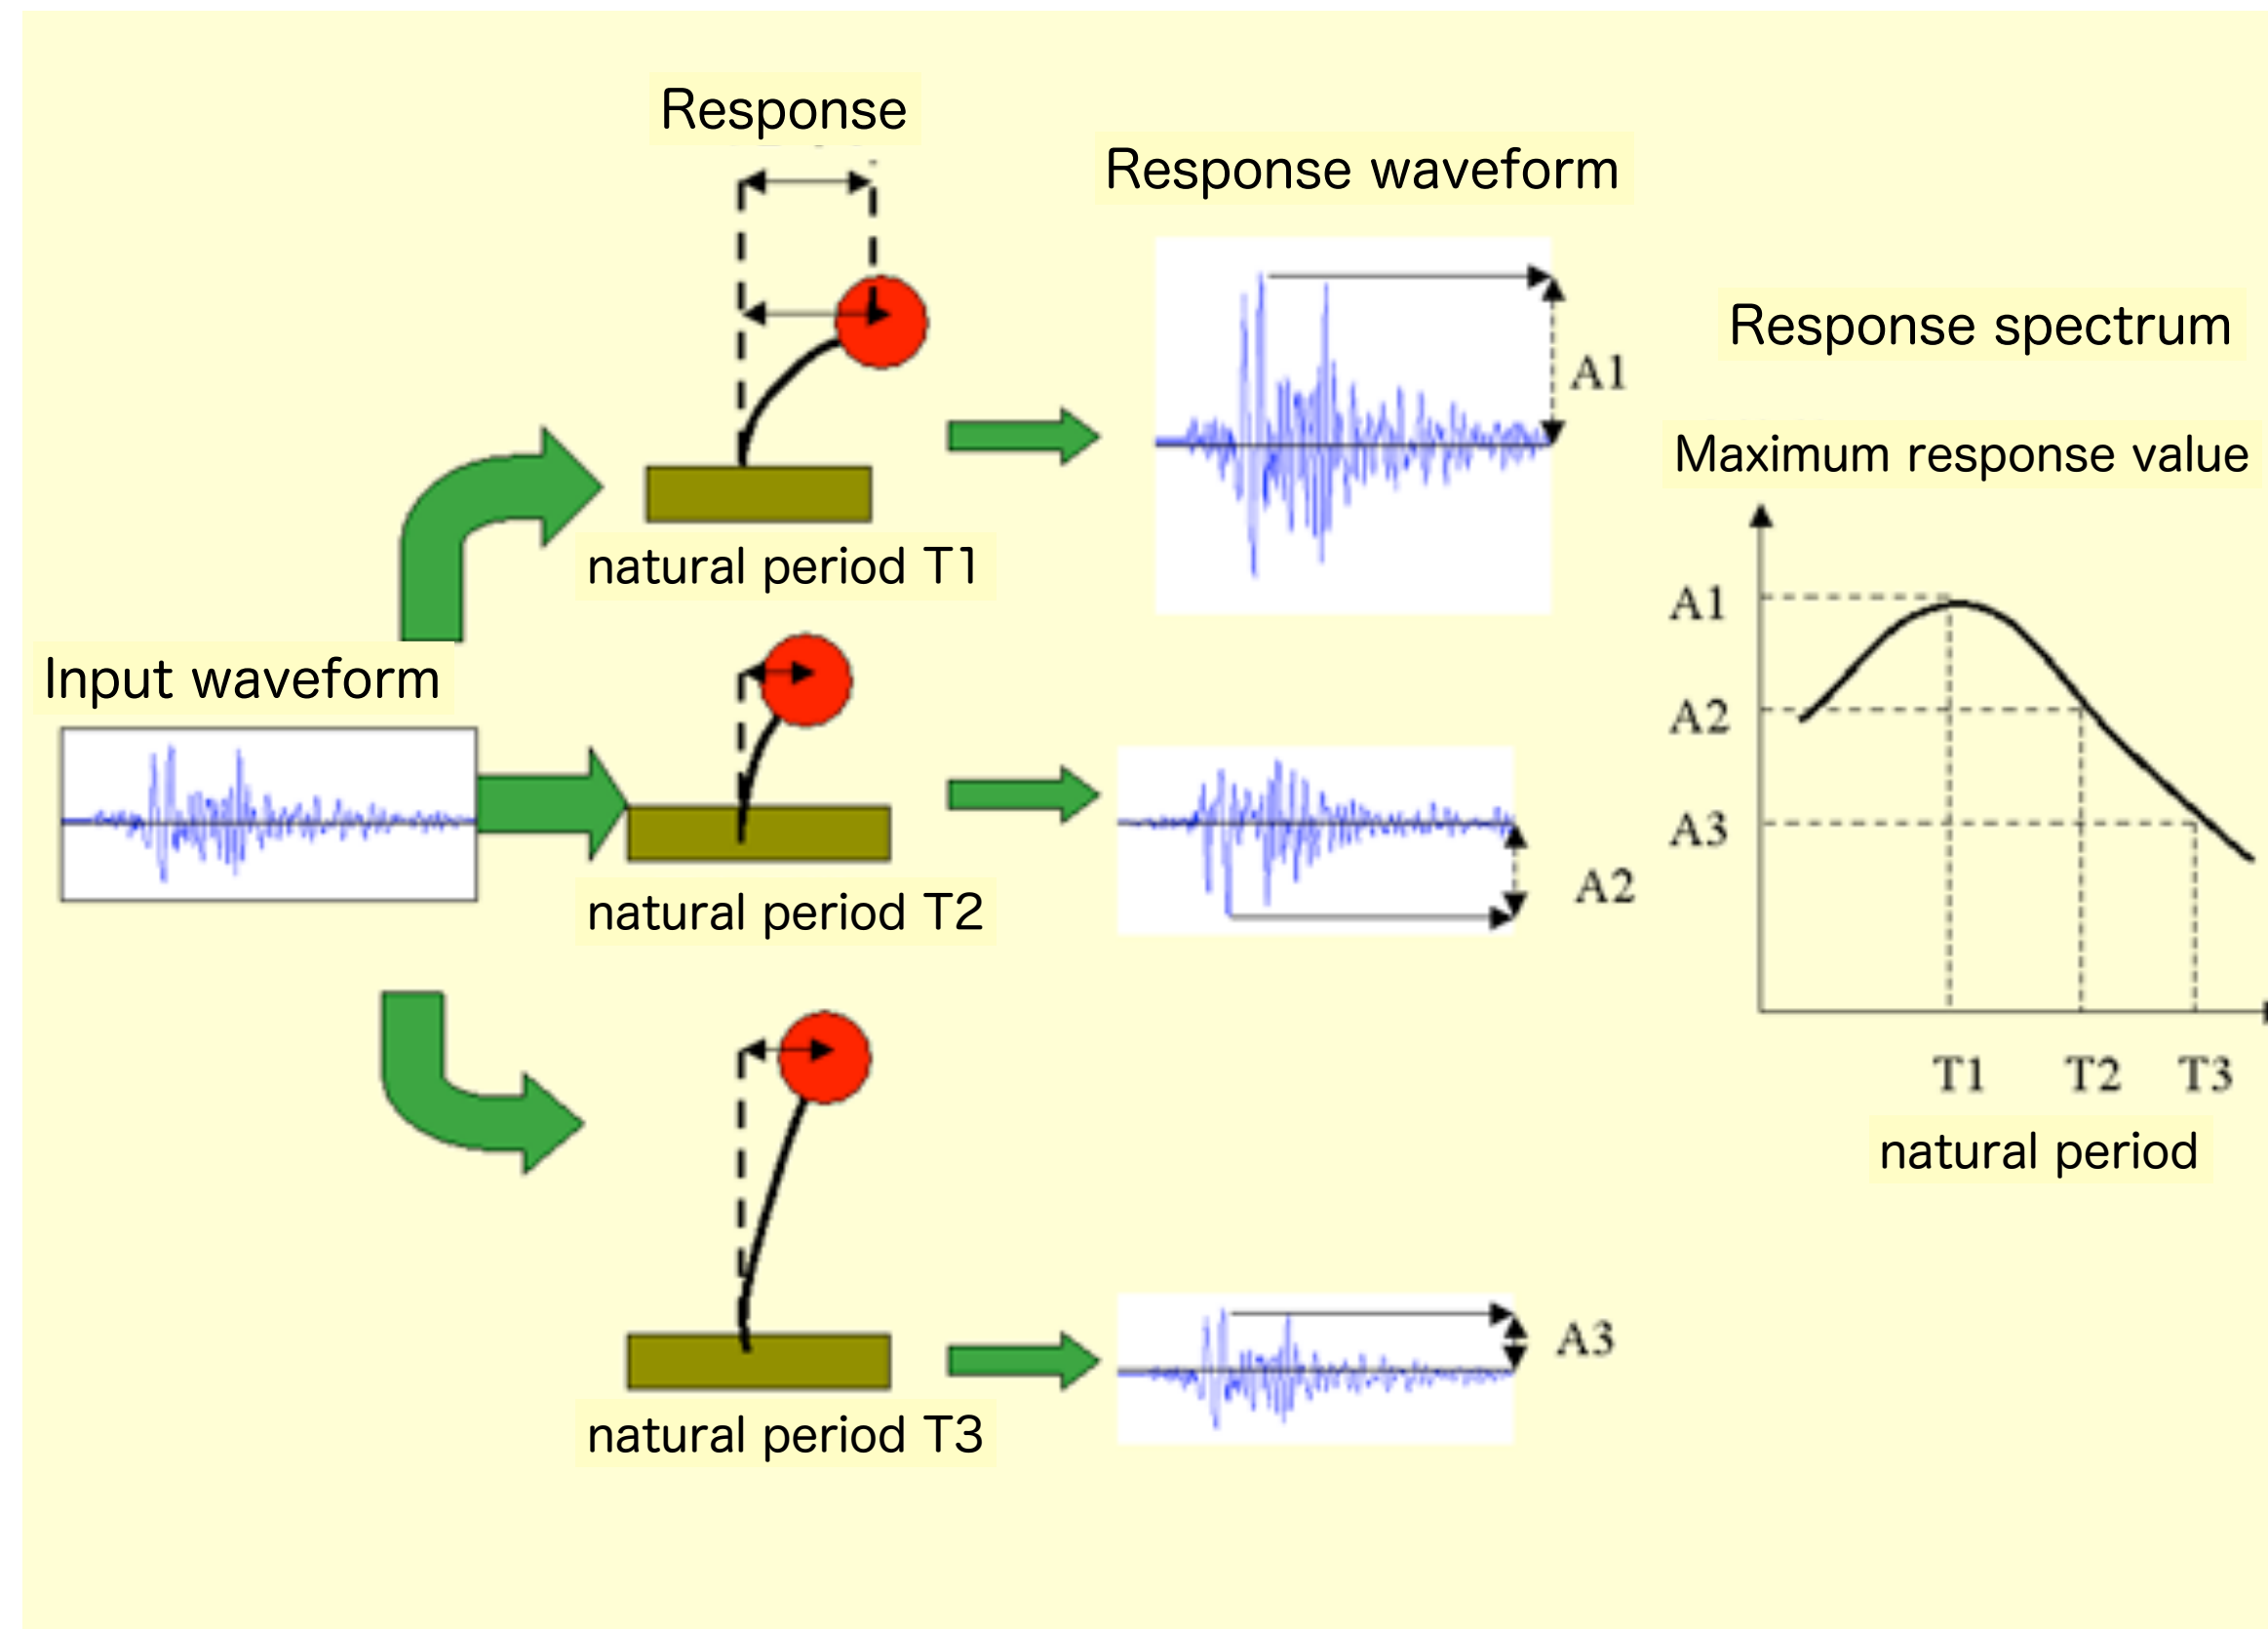 Response
Response waveform
A1
natural period T1
Input waveform
natural period T2
A2
natural period T3
A3
Response spectrum
Maximum response value
A1
A2
A3
T1 T2 T3
natural period